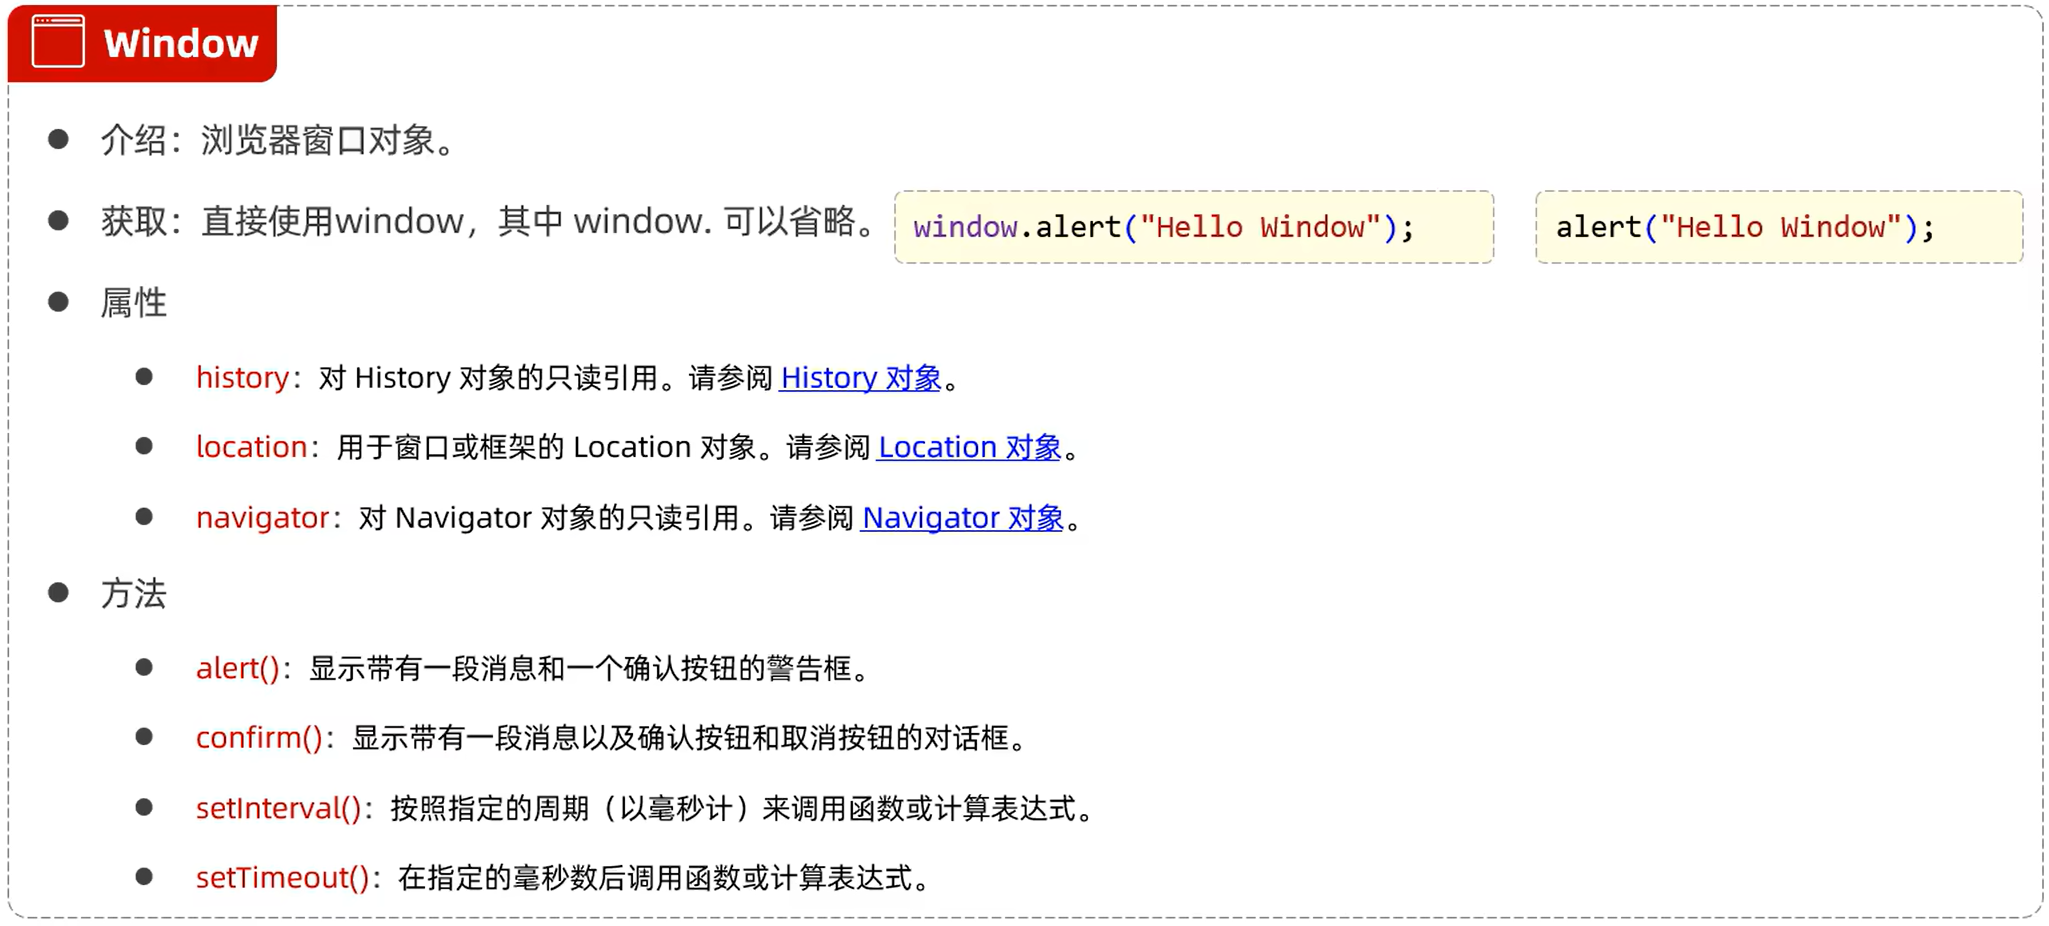 Window
介绍：浏览器窗口对象。
获取：直接使用window，其中 window. 可以省略。 window.alert("Hello Window"); alert("Hello Window");
属性
history：对 History 对象的只读引用。请参阅 History 对象。
location：用于窗口或框架的 Location 对象。请参阅 Location 对象。
navigator：对 Navigator 对象的只读引用。请参阅 Navigator 对象。
方法
alert()：显示带有一段消息和一个确认按钮的警告框。
confirm()：显示带有一段消息以及确认按钮和取消按钮的对话框。
setInterval()：按照指定的周期（以毫秒计）来调用函数或计算表达式。
setTimeout()：在指定的毫秒数后调用函数或计算表达式。